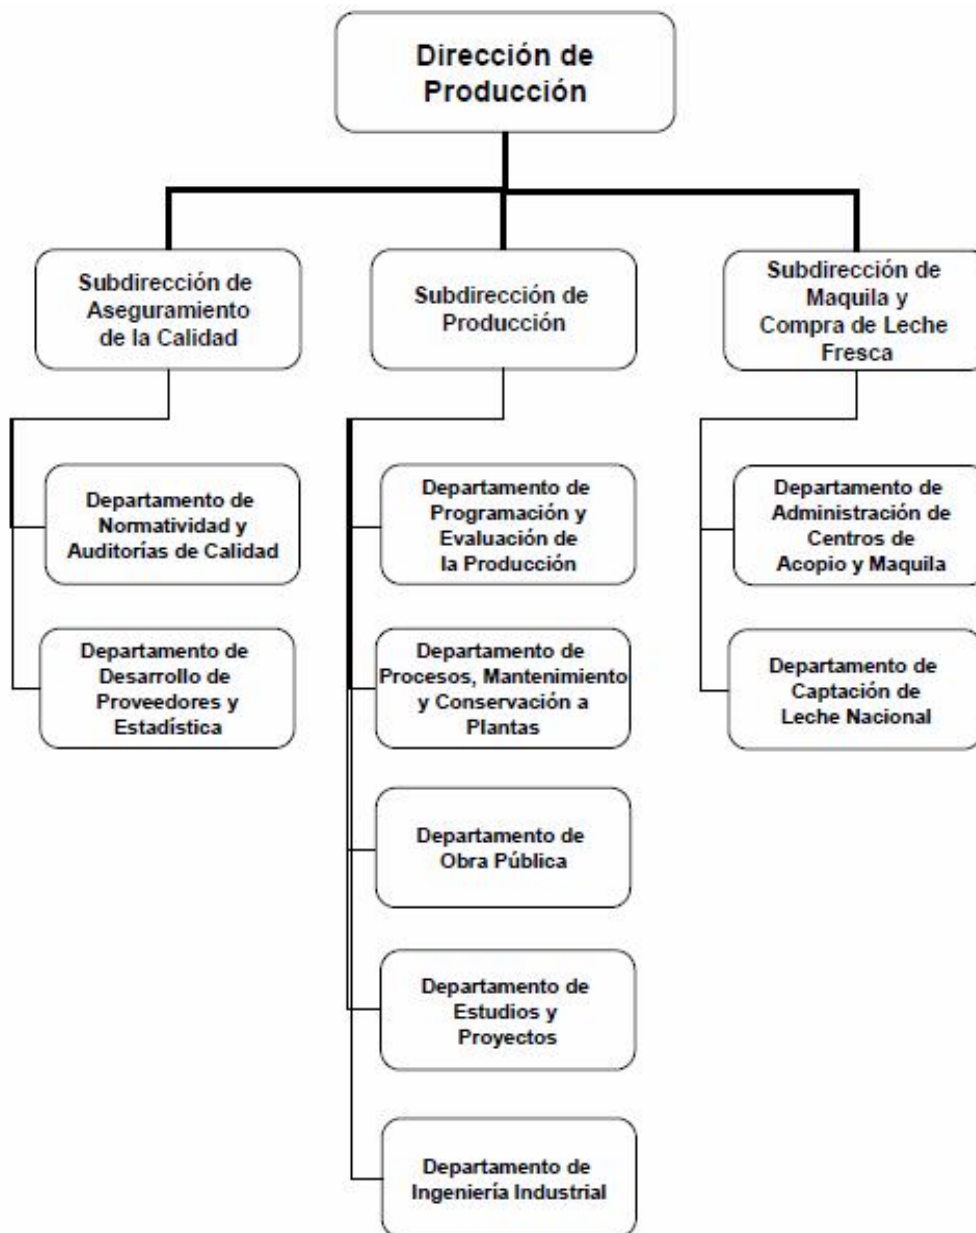 Dirección de
Producción
Subdirección de
Aseguramiento
de la Calidad
Subdirección de
Producción
Subdirección de
Maquila y
Compra de Leche
Fresca
Departamento de
Normatividad y
Auditorías de Calidad
Departamento de
Desarrollo de
Proveedores y
Estadística
Departamento de
Programación y
Evaluación de
la Producción
Departamento de
Procesos, Mantenimiento
y Conservación a
Plantas
Departamento de
Obra Pública
Departamento de
Estudios y
Proyectos
Departamento de
Ingeniería Industrial
Departamento de
Administración de
Centros de
Acopio y Maquila
Departamento de
Captación de
Leche Nacional